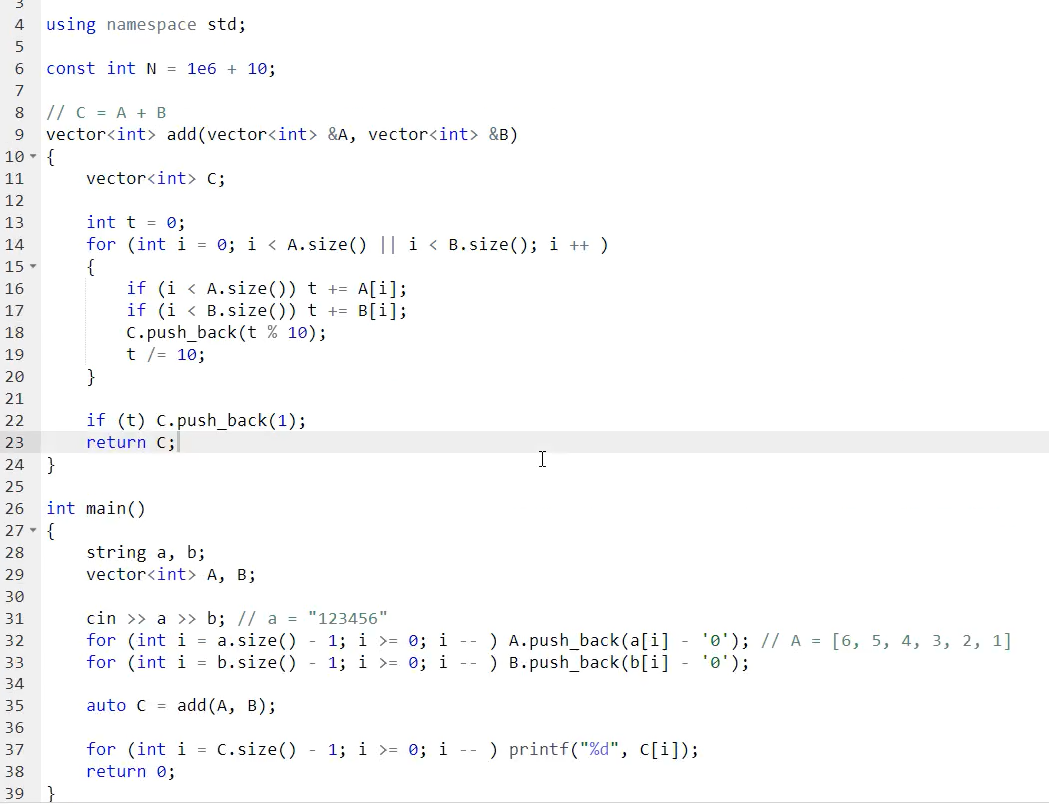 3
4 using namespace std;
5
6 const int N = 1e6 + 10;
7
8 // C = A + B
9 vector<int> add(vector<int> &A, vector<int> &B)
10 {
11     vector<int> C;
12
13     int t = 0;
14     for (int i = 0; i < A.size() || i < B.size(); i ++ )
15     {
16         if (i < A.size()) t += A[i];
17         if (i < B.size()) t += B[i];
18         C.push_back(t % 10);
19         t /= 10;
20     }
21
22     if (t) C.push_back(1);
23     return C;
24 }
25
26 int main()
27 {
28     string a, b;
29     vector<int> A, B;
30
31     cin >> a >> b; // a = "123456"
32     for (int i = a.size() - 1; i >= 0; i -- ) A.push_back(a[i] - '0'); // A = [6, 5, 4, 3, 2, 1]
33     for (int i = b.size() - 1; i >= 0; i -- ) B.push_back(b[i] - '0');
34
35     auto C = add(A, B);
36
37     for (int i = C.size() - 1; i >= 0; i -- ) printf("%d", C[i]);
38     return 0;
39 }